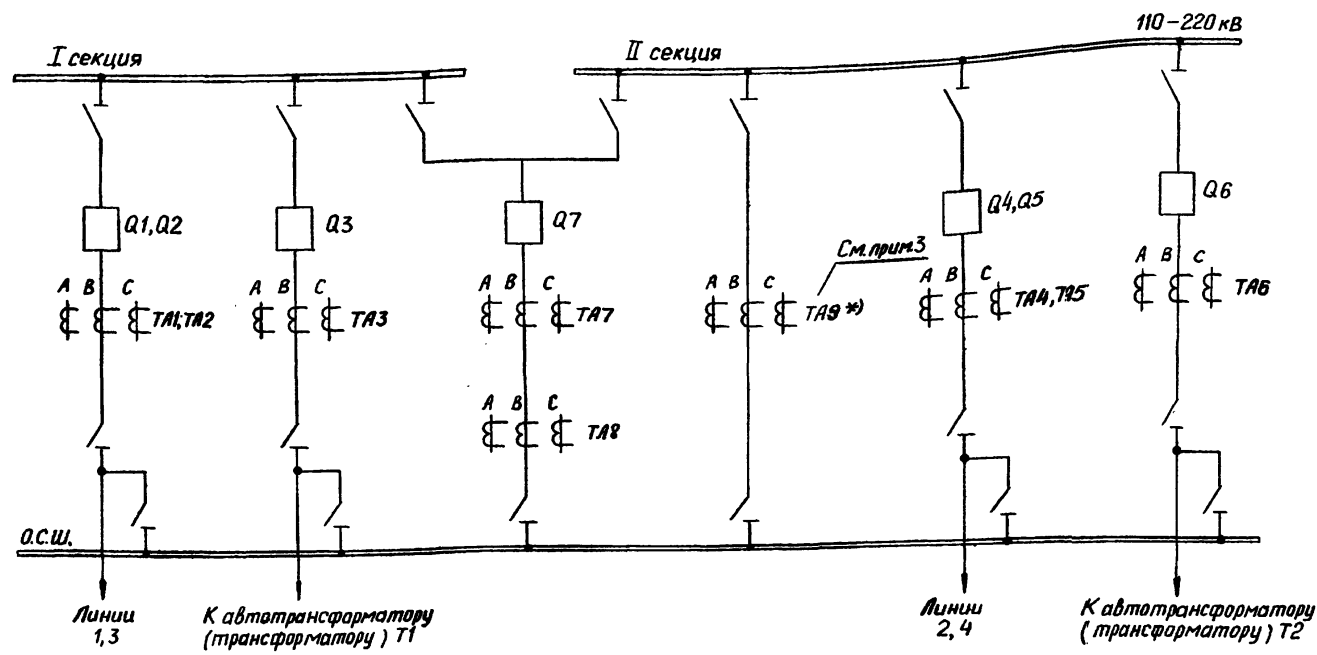 110-220 кВ
I секция
II секция
Q1,Q2
Q3
Q7
Q4,Q5
Q6
См. прим.3
A B C
TA1,TA2
A B C
TA3
A B C
TA7
A B C
TA9 *)
A B C
TA4, TA5
A B C
TA6
A B C
TA8
О.С.Ш.
Линии
1,3
К автотрансформатору
(трансформатору) Т1
Линии
2,4
К автотрансформатору
(трансформатору) Т2